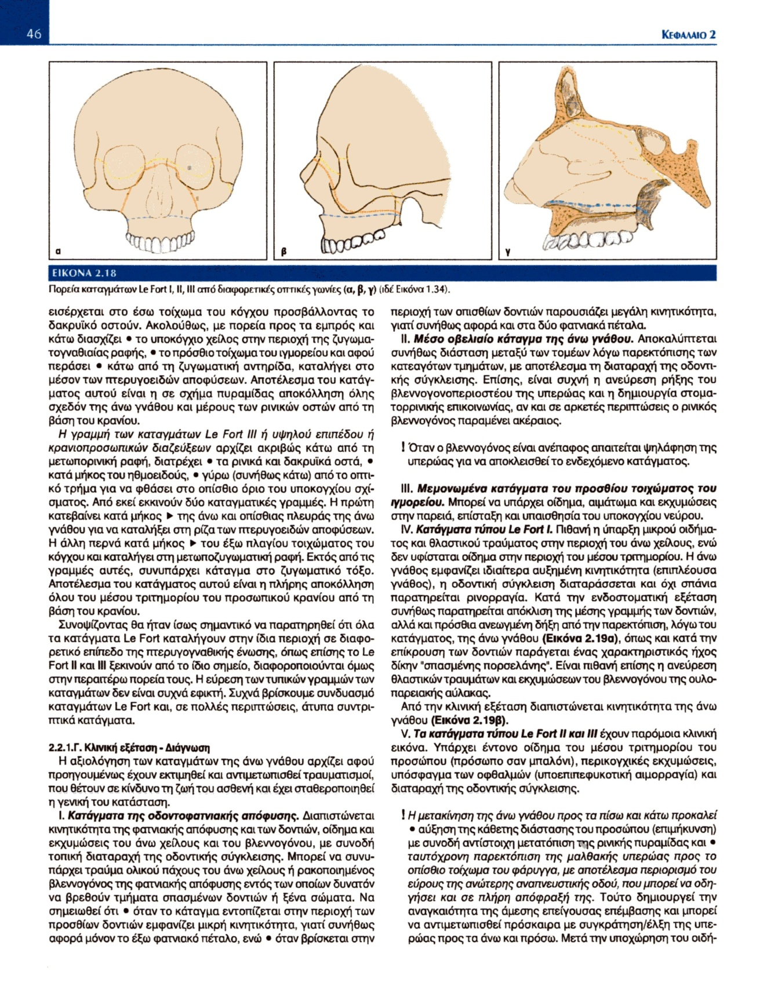 46
ΚΕΦΑΛΑΙΟ 2
α
β
γ
ΕΙΚΟΝΑ 2.18
Πορεία καταγμάτων Le Fort I, II, III από διαφορετικές οπτικές γωνίες (α, β, γ) (ιδέ Εικόνα 1.34).
εισέρχεται στο έσω τοίχωμα του κόγχου προσβάλλοντας το
δακρυϊκό οστούν. Ακολούθως, με πορεία προς τα εμπρός και
κάτω διασχίζει • το υποκόγχιο χείλος στην περιοχή της ζυγωμα-
τογναθιαίας ραφής, • το πρόσθιο τοίχωμα του ιγμορείου και αφού
περάσει • κάτω από τη ζυγωματική αντηρίδα, καταλήγει στο
μέσον των πτερυγοειδών αποφύσεων. Αποτέλεσμα του κατάγ-
ματος αυτού είναι η σε σχήμα πυραμίδας αποκόλληση όλης
σχεδόν της άνω γνάθου και μέρους των ρινικών οστών από τη
βάση του κρανίου.
Η γραμμή των καταγμάτων Le Fort III ή υψηλού επιπέδου ή
κρανιοπροσωπικών διαζεύξεων αρχίζει ακριβώς κάτω από τη
μετωπορινική ραφή, διατρέχει • τα ρινικά και δακρυϊκά οστά, •
κατά μήκος του ηθμοειδούς, • γύρω (συνήθως κάτω) από το οπτι-
κό τρήμα για να φθάσει στο οπίσθιο όριο του υποκογχίου σχί-
σματος. Από εκεί εκκινούν δύο καταγματικές γραμμές. Η πρώτη
κατεβαίνει κατά μήκος ► της άνω και οπίσθιας πλευράς της άνω
γνάθου για να καταλήξει στη ρίζα των πτερυγοειδών αποφύσεων.
Η άλλη περνά κατά μήκος ► του έξω πλαγίου τοιχώματος του
κόγχου και καταλήγει στη μετωποζυγωματική ραφή. Εκτός από τις
γραμμές αυτές, συνυπάρχει κάταγμα στο ζυγωματικό τόξο.
Αποτέλεσμα του κατάγματος αυτού είναι η πλήρης αποκόλληση
όλου του μέσου τριτημορίου του προσωπικού κρανίου από τη
βάση του κρανίου.
Συνοψίζοντας θα ήταν ίσως σημαντικό να παρατηρηθεί ότι όλα
τα κατάγματα Le Fort καταλήγουν στην ίδια περιοχή σε διαφο-
ρετικό επίπεδο της πτερυγογναθικής ένωσης, όπως επίσης το Le
Fort II και III ξεκινούν από το ίδιο σημείο, διαφοροποιούνται όμως
στην περαιτέρω πορεία τους. Η εύρεση των τυπικών γραμμών των
καταγμάτων δεν είναι συχνά εφικτή. Συχνά βρίσκουμε συνδυασμό
καταγμάτων Le Fort και, σε πολλές περιπτώσεις, άτυπα συντρι-
πτικά κατάγματα.
2.2.1.Γ. Κλινική εξέταση - Διάγνωση
Η αξιολόγηση των καταγμάτων της άνω γνάθου αρχίζει αφού
προηγουμένως έχουν εκτιμηθεί και αντιμετωπισθεί τραυματισμοί,
που θέτουν σε κίνδυνο τη ζωή του ασθενή και έχει σταθεροποιηθεί
η γενική του κατάσταση.
I. Κατάγματα της οδοντοφατνιακής απόφυσης. Διαπιστώνεται
κινητικότητα της φατνιακής απόφυσης και των δοντιών, οίδημα και
εκχυμώσεις του άνω χείλους και του βλεννογόνου, με συνοδή
τοπική διαταραχή της οδοντικής σύγκλεισης. Μπορεί να συνυ-
πάρχει τραύμα ολικού πάχους του άνω χείλους ή ρακοποιημένος
βλεννογόνος της φατνιακής απόφυσης εντός των οποίων δυνατόν
να βρεθούν τμήματα σπασμένων δοντιών ή ξένα σώματα. Να
σημειωθεί ότι • όταν το κάταγμα εντοπίζεται στην περιοχή των
προσθίων δοντιών εμφανίζει μικρή κινητικότητα, γιατί συνήθως
αφορά μόνον το έξω φατνιακό πέταλο, ενώ • όταν βρίσκεται στην
περιοχή των οπισθίων δοντιών παρουσιάζει μεγάλη κινητικότητα,
γιατί συνήθως αφορά και στα δύο φατνιακά πέταλα.
II. Μέσο οβελιαίο κάταγμα της άνω γνάθου. Αποκαλύπτεται
συνήθως διάσταση μεταξύ των τομέων λόγω παρεκτόπισης των
κατεαγότων τμημάτων, με αποτέλεσμα τη διαταραχή της οδοντι-
κής σύγκλεισης. Επίσης, είναι συχνή η ανεύρεση ρήξης του
βλεννογονοπεριοστέου της υπερώας και η δημιουργία στομα-
τορρινικής επικοινωνίας, αν και σε αρκετές περιπτώσεις ο ρινικός
βλεννογόνος παραμένει ακέραιος.
! Όταν ο βλεννογόνος είναι ανέπαφος απαιτείται ψηλάφηση της
υπερώας για να αποκλεισθεί το ενδεχόμενο κατάγματος.
III. Μεμονωμένα κατάγματα του προσθίου τοιχώματος του
ιγμορείου. Μπορεί να υπάρχει οίδημα, αιμάτωμα και εκχυμώσεις
στην παρειά, επίσταξη και υπαισθησία του υποκογχίου νεύρου.
IV. Κατάγματα τύπου Le Fort I. Πιθανή η ύπαρξη μικρού οιδήμα-
τος και θλαστικού τραύματος στην περιοχή του άνω χείλους, ενώ
δεν υφίσταται οίδημα στην περιοχή του μέσου τριτημορίου. Η άνω
γνάθος εμφανίζει ιδιαίτερα αυξημένη κινητικότητα (επιπλέουσα
γνάθος), η οδοντική σύγκλειση διαταράσσεται και όχι σπάνια
παρατηρείται ρινορραγία. Κατά την ενδοστοματική εξέταση
συνήθως παρατηρείται απόκλιση της μέσης γραμμής των δοντιών,
αλλά και πρόσθια ανεωγμένη δήξη από την παρεκτόπιση, λόγω του
κατάγματος, της άνω γνάθου (Εικόνα 2.19α), όπως και κατά την
επίκρουση των δοντιών παράγεται ένας χαρακτηριστικός ήχος
δίκην "σπασμένης πορσελάνης". Είναι πιθανή επίσης η ανεύρεση
θλαστικών τραυμάτων και εκχυμώσεων του βλεννογόνου της ουλο-
παρειακής αύλακας.
Από την κλινική εξέταση διαπιστώνεται κινητικότητα της άνω
γνάθου (Εικόνα 2.19β).
V. Τα κατάγματα τύπου Le Fort II και III έχουν παρόμοια κλινική
εικόνα. Υπάρχει έντονο οίδημα του μέσου τριτημορίου του
προσώπου (πρόσωπο σαν μπαλόνι), περικογχικές εκχυμώσεις,
υπόσφαγμα των οφθαλμών (υποεπιπεφυκοτική αιμορραγία) και
διαταραχή της οδοντικής σύγκλεισης.
! Η μετακίνηση της άνω γνάθου προς τα πίσω και κάτω προκαλεί
• αύξηση της κάθετης διάστασης του προσώπου (επιμήκυνση)
με συνοδή αντίστοιχη μετατόπιση της ρινικής πυραμίδας και •
ταυτόχρονη παρεκτόπιση της μαλθακής υπερώας προς το
οπίσθιο τοίχωμα του φάρυγγα, με αποτέλεσμα περιορισμό του
εύρους της ανώτερης αναπνευστικής οδού, που μπορεί να οδη-
γήσει και σε πλήρη απόφραξή της. Τούτο δημιουργεί την
αναγκαιότητα της άμεσης επείγουσας επέμβασης και μπορεί
να αντιμετωπισθεί πρόσκαιρα με συγκράτηση/έλξη της υπε-
ρώας προς τα άνω και πρόσω. Μετά την υποχώρηση του οιδή-